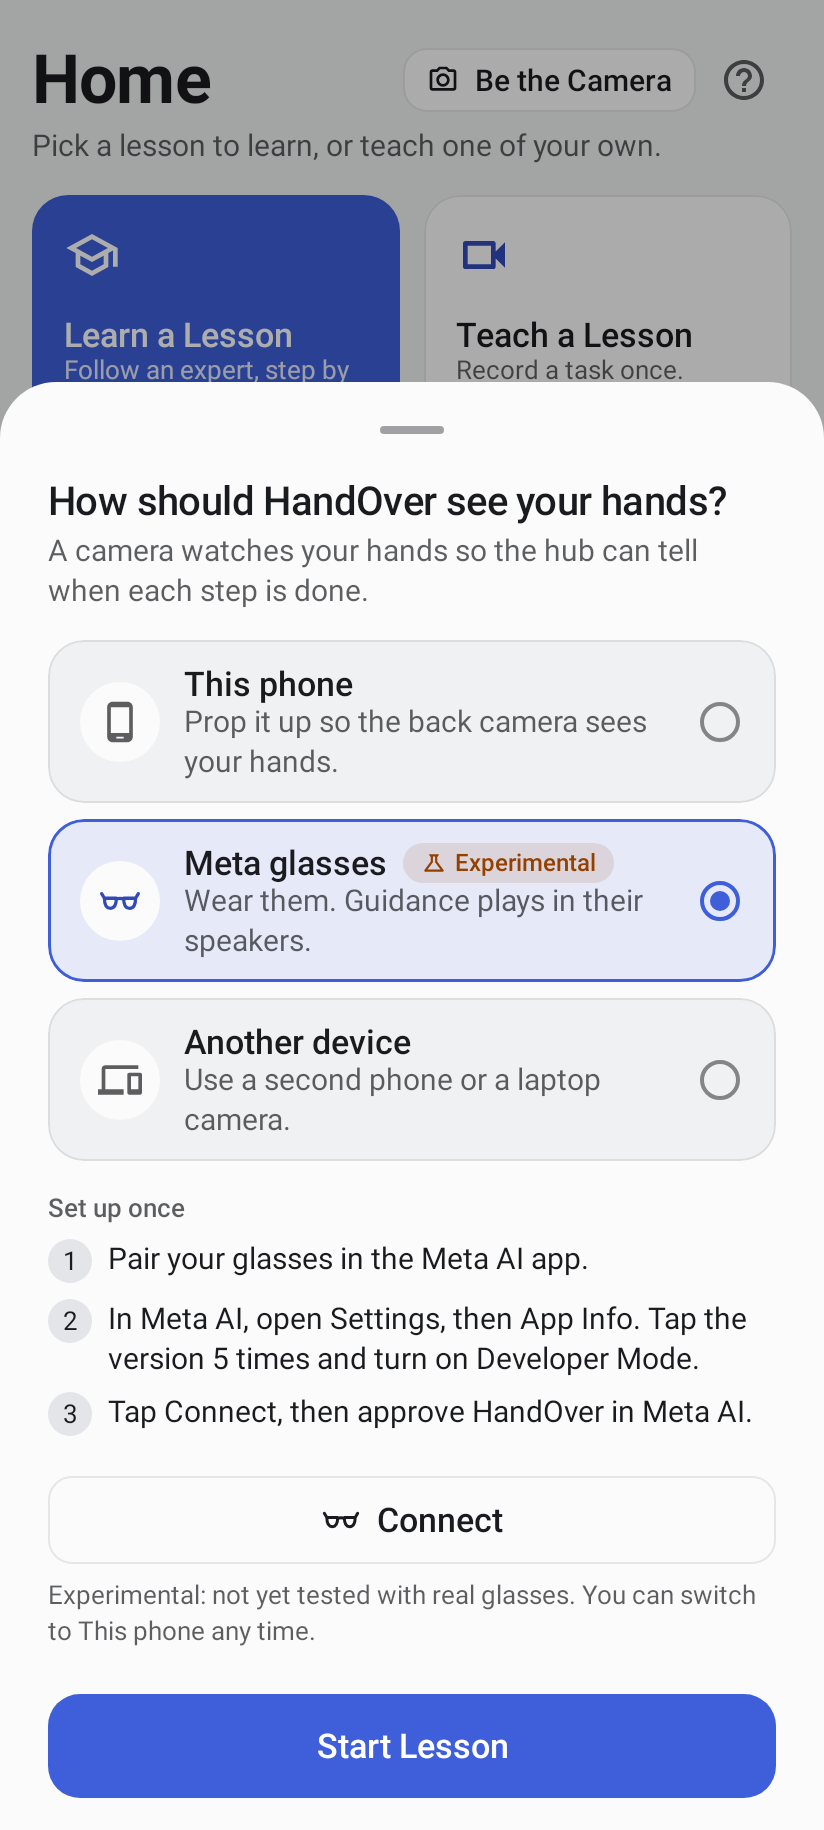 Home
Be the Camera
Pick a lesson to learn, or teach one of your own.
Learn a Lesson
Follow an expert, step by
Teach a Lesson
Record a task once.
How should HandOver see your hands?
A camera watches your hands so the hub can tell
when each step is done.
This phone
Prop it up so the back camera sees
your hands.
Meta glasses
Experimental
Wear them. Guidance plays in their
speakers.
Another device
Use a second phone or a laptop
camera.
Set up once
1 Pair your glasses in the Meta AI app.
2 In Meta AI, open Settings, then App Info. Tap the
version 5 times and turn on Developer Mode.
3 Tap Connect, then approve HandOver in Meta AI.
Connect
Experimental: not yet tested with real glasses. You can switch
to This phone any time.
Start Lesson